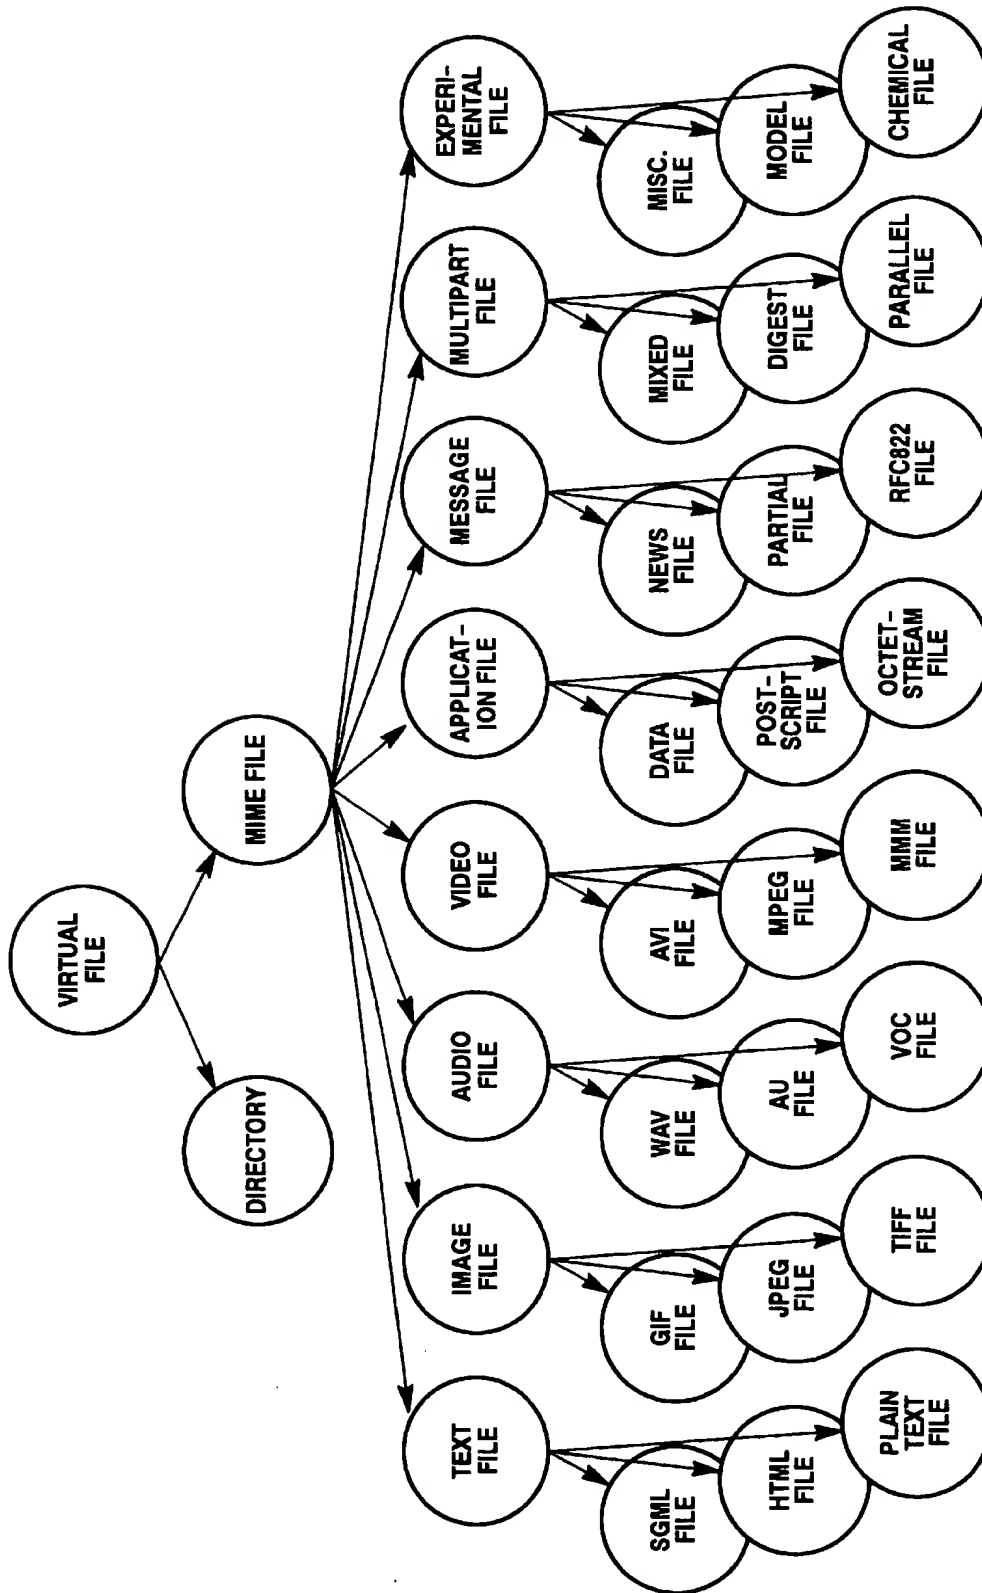 VIRTUAL
FILE
DIRECTORY
MIME FILE
TEXT
FILE
IMAGE
FILE
AUDIO
FILE
VIDEO
FILE
APPLICAT-
ION FILE
MESSAGE
FILE
MULTIPART
FILE
EXPERI-
MENTAL
FILE
SGML
FILE
HTML
FILE
PLAIN
TEXT
FILE
GIF
FILE
JPEG
FILE
TIFF
FILE
WAV
FILE
AU
FILE
VOC
FILE
AVI
FILE
MPEG
FILE
MMM
FILE
DATA
FILE
POST-
SCRIPT
FILE
OCTET-
STREAM
FILE
NEWS
FILE
PARTIAL
FILE
RFC822
FILE
MIXED
FILE
DIGEST
FILE
PARALLEL
FILE
MISC.
FILE
MODEL
FILE
CHEMICAL
FILE